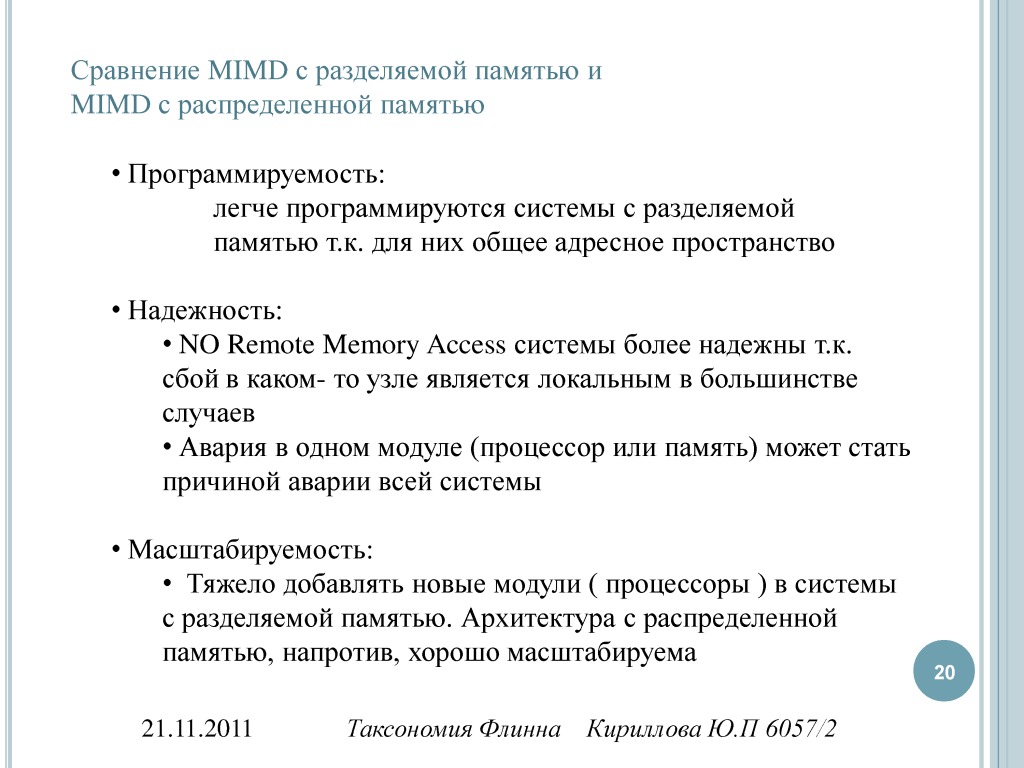 Сравнение MIMD с разделяемой памятью и
MIMD с распределенной памятью
• Программируемость:
легче программируются системы с разделяемой
памятью т.к. для них общее адресное пространство
• Надежность:
• NO Remote Memory Access системы более надежны т.к.
сбой в каком- то узле является локальным в большинстве
случаев
• Авария в одном модуле (процессор или память) может стать
причиной аварии всей системы
• Масштабируемость:
• Тяжело добавлять новые модули ( процессоры ) в системы
с разделяемой памятью. Архитектура с распределенной
памятью, напротив, хорошо масштабируема
20
21.11.2011 Таксономия Флинна Кириллова Ю.П 6057/2